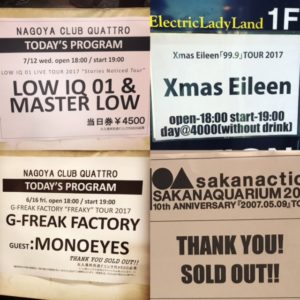 NAGOYA CLUB QUATTRO
TODAY'S PROGRAM
7/12 wed. open 18:00 / start 19:00
LOW IQ 01 LIVE TOUR 2017 "Stories Noticed Tour"
LOW IQ 01 &
MASTER LOW
当日券 ¥4500
ElectricLadyLand 1F
Xmas Eileen「99.9」TOUR 2017
Xmas Eileen
open-18:00 start-19:00
day@4000(without drink)
NAGOYA CLUB QUATTRO
TODAY'S PROGRAM
6/16 fri. open 18:00 / start 19:00
G-FREAK FACTORY "FREAKY" TOUR 2017
G-FREAK FACTORY
GUEST:MONOEYES
THANK YOU SOLD OUT!!
sakanactio
SAKANAQUARIUM 20
10TH ANNIVERSARY「2007.05.09」TO
THANK YOU!
SOLD OUT!!